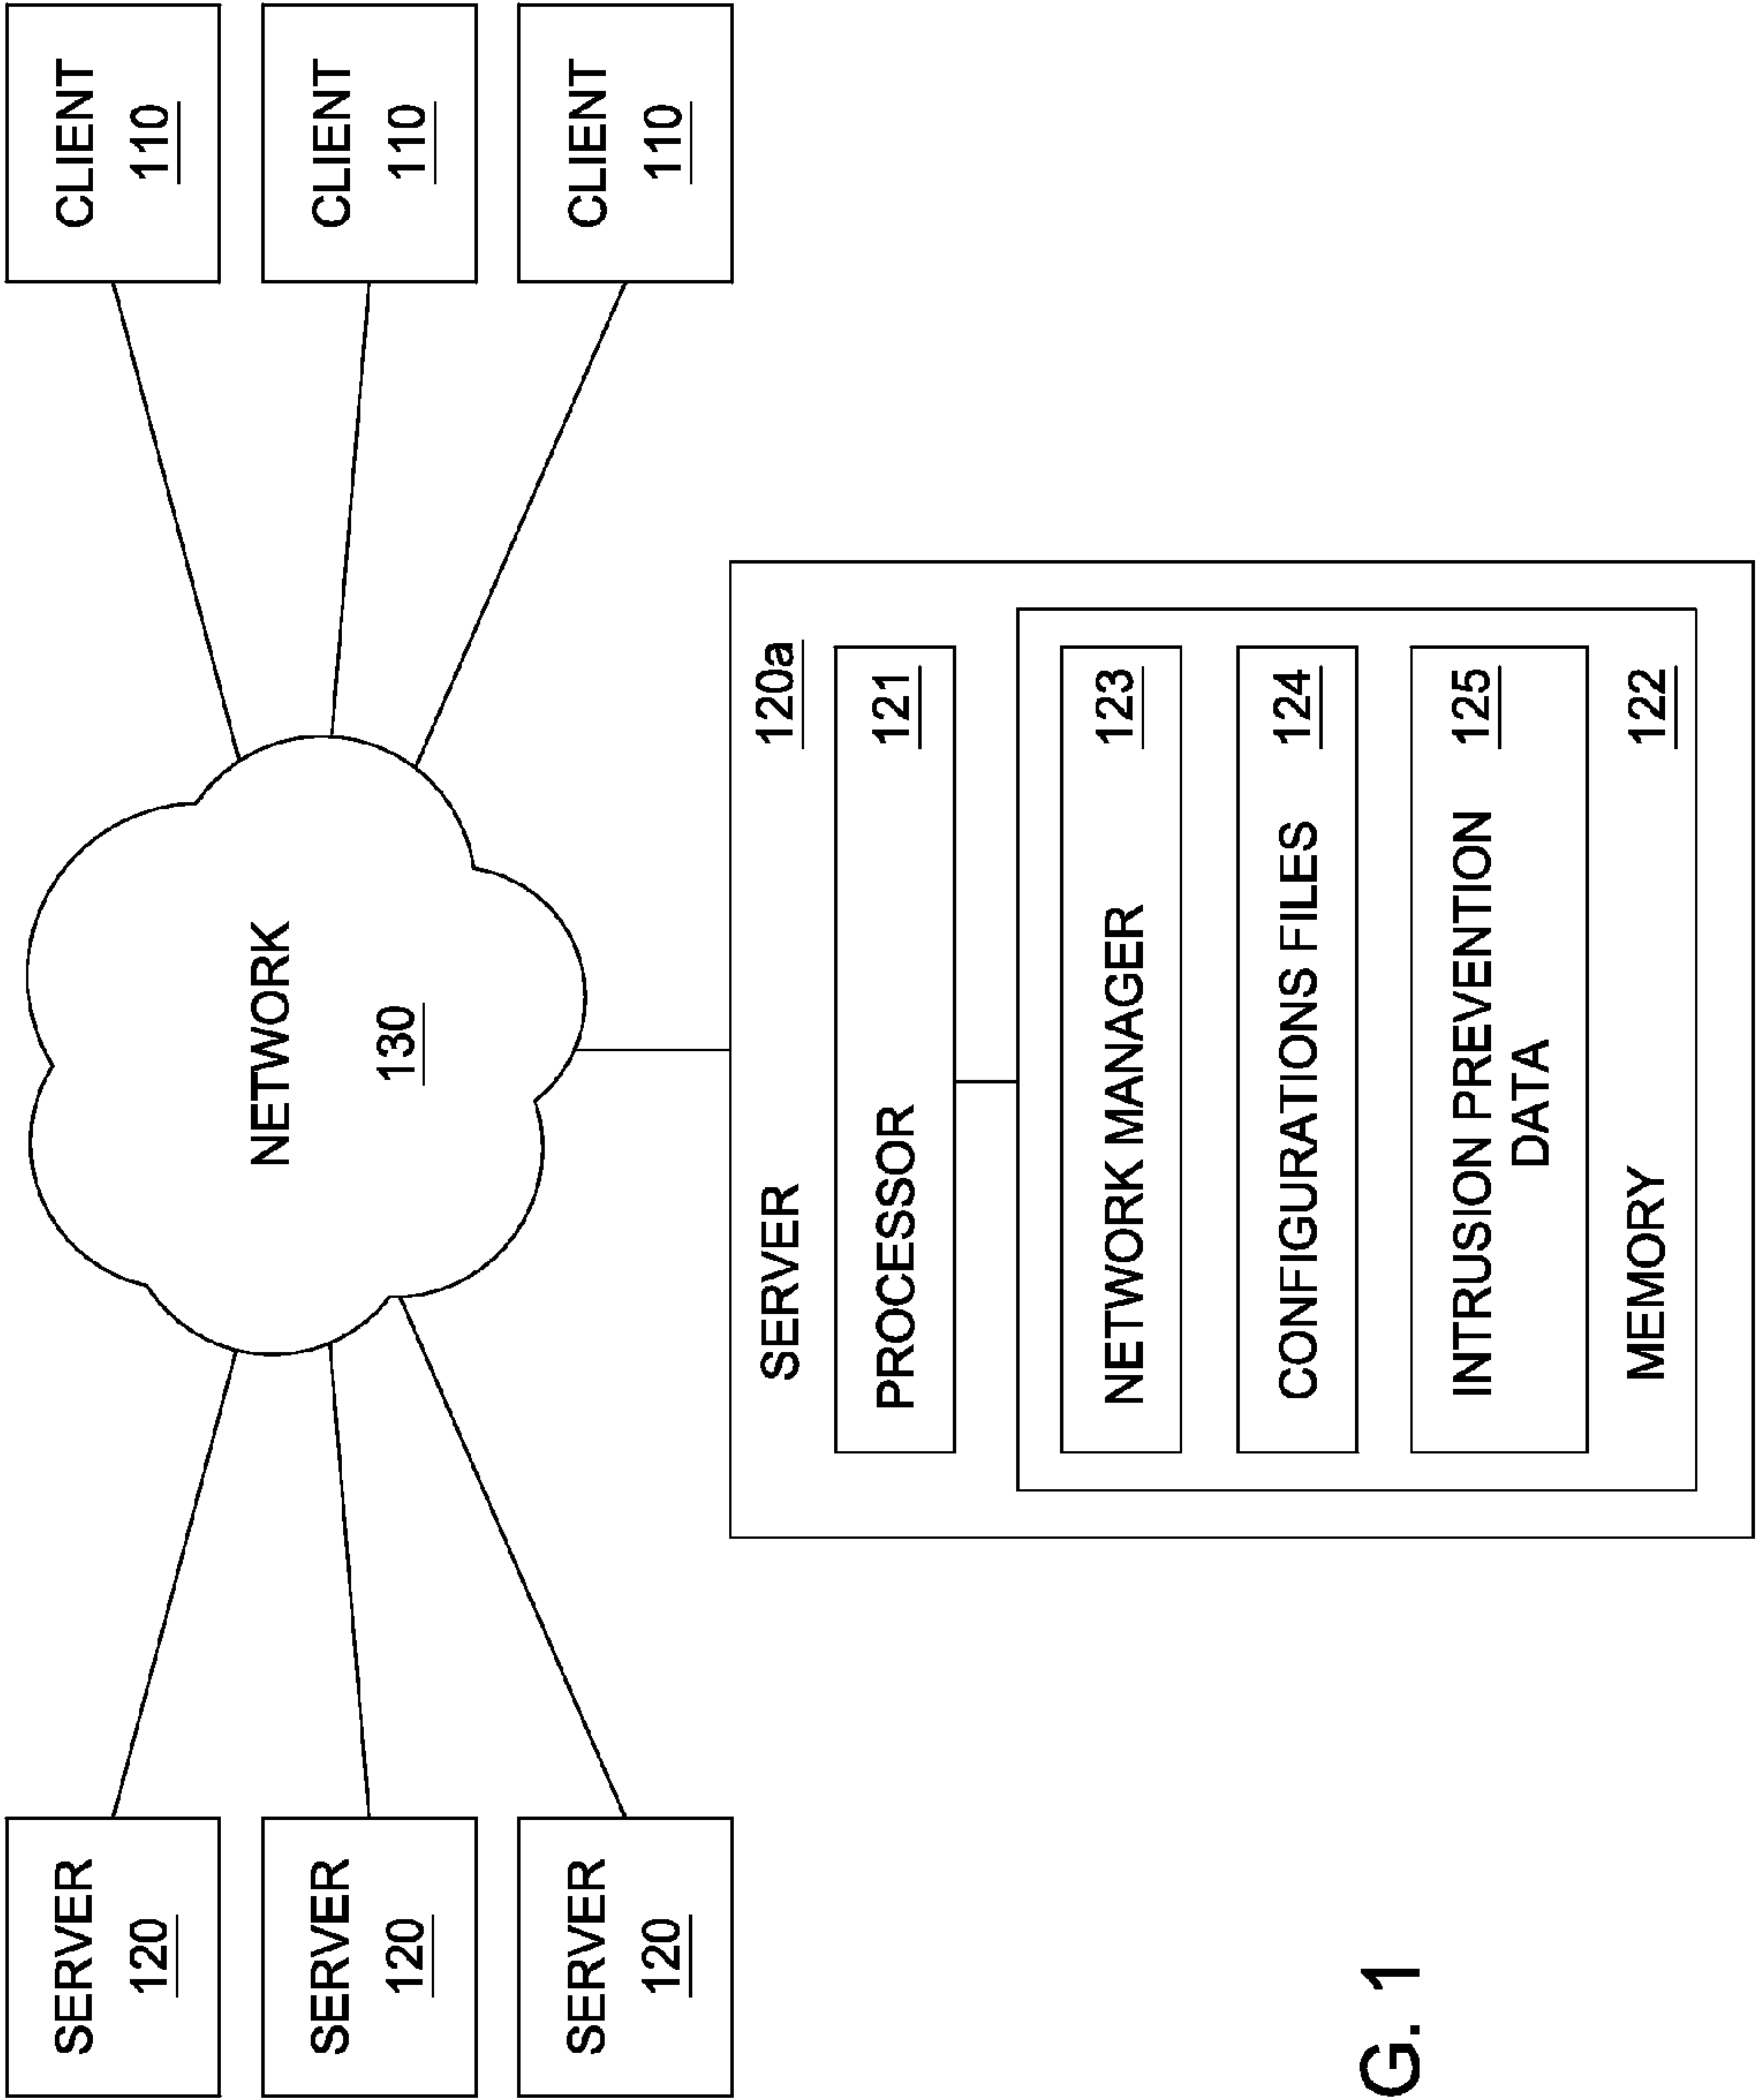 SERVER
120
SERVER
120
SERVER
120
NETWORK
130
CLIENT
110
CLIENT
110
CLIENT
110
SERVER 120a
PROCESSOR 121
NETWORK MANAGER 123
CONFIGURATIONS FILES 124
INTRUSION PREVENTION 125
DATA
MEMORY 122
G. 1